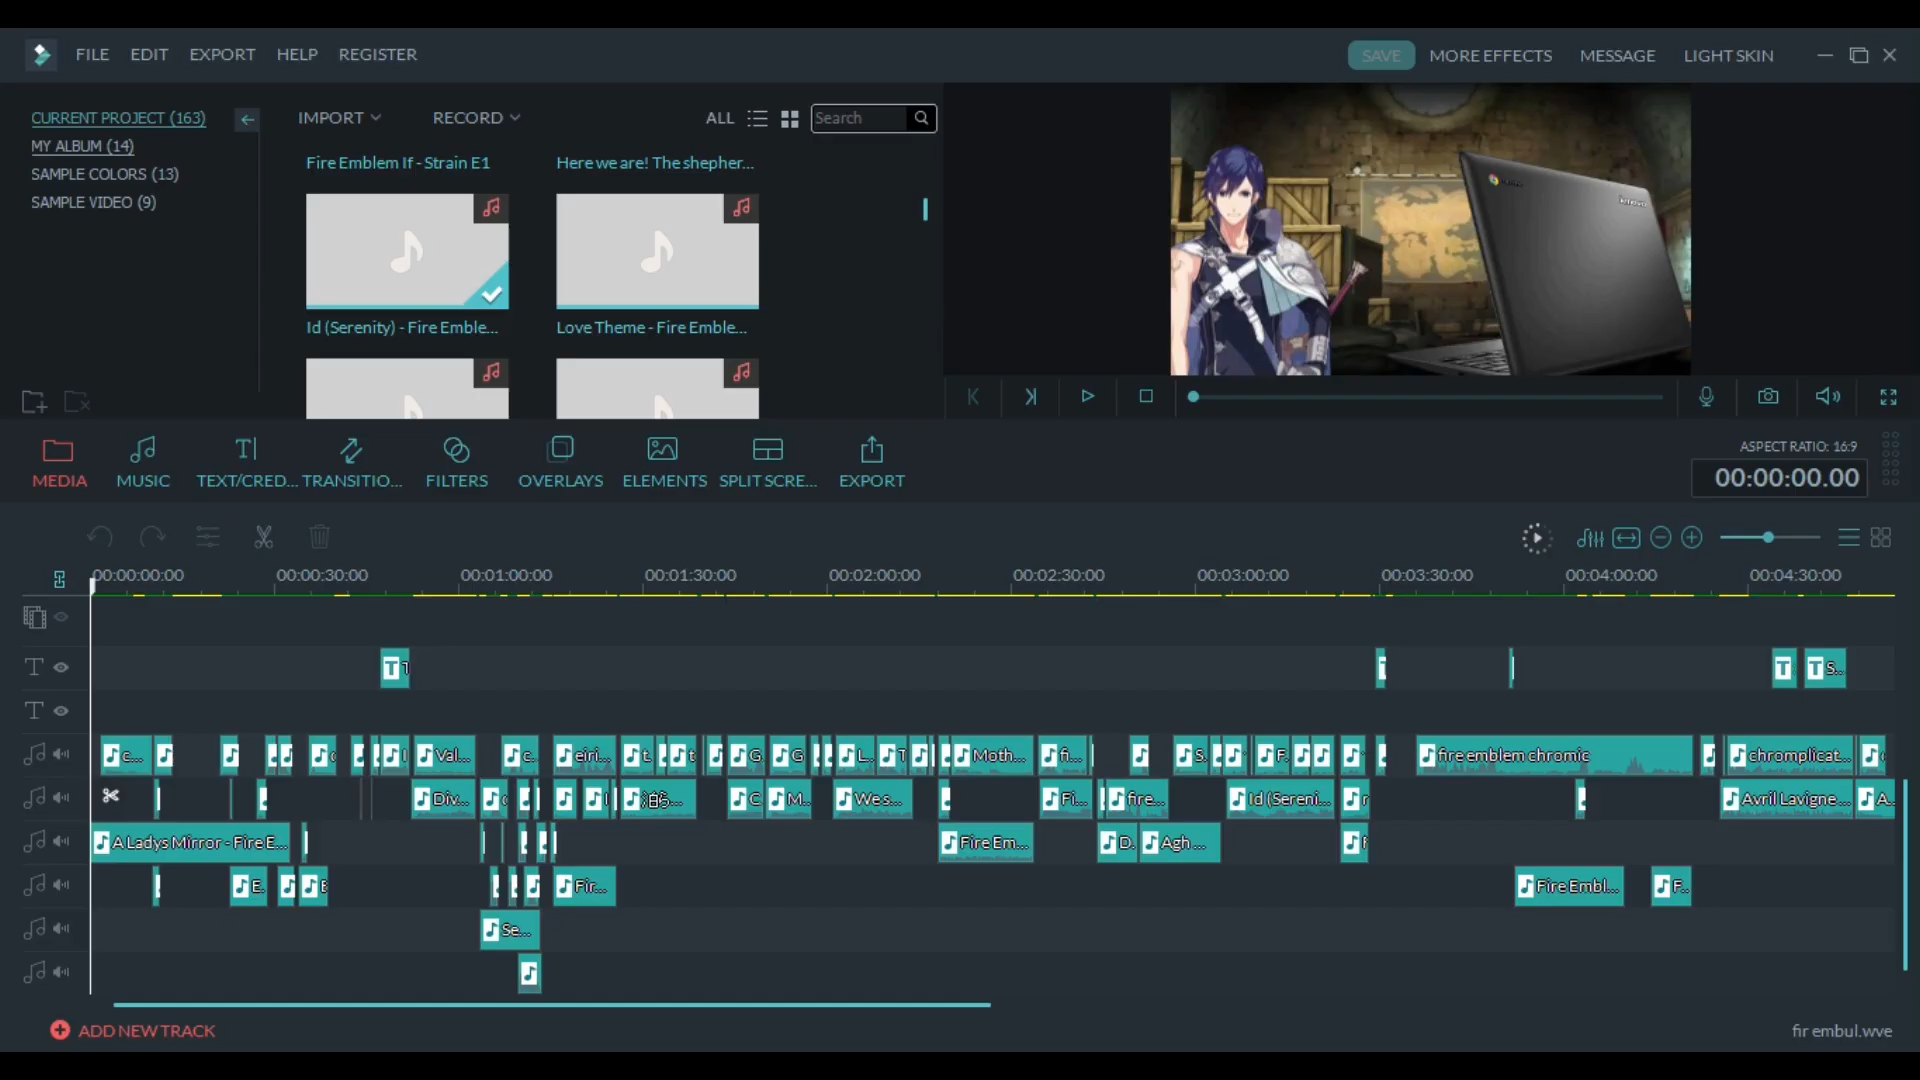 FILE EDIT EXPORT HELP REGISTER
SAVE MORE EFFECTS MESSAGE LIGHT SKIN
CURRENT PROJECT (163)
MY ALBUM (14)
SAMPLE COLORS (13)
SAMPLE VIDEO (9)
IMPORT RECORD ALL Search
Fire Emblem If - Strain E1 Here we are! The shepher...
Id (Serenity) - Fire Emble... Love Theme - Fire Emble...
lenovo
MEDIA MUSIC TEXT/CRED... TRANSITIO... FILTERS OVERLAYS ELEMENTS SPLIT SCRE... EXPORT
ASPECT RATIO: 16:9
00:00:00.00
00:00:00:00 00:00:30:00 00:01:00:00 00:01:30:00 00:02:00:00 00:02:30:00 00:03:00:00 00:03:30:00 00:04:00:00 00:04:30:00
S...
c... Val... c... eiri... t. t G G L.. T Moth... fi... S. F. fire emblem chromic chromplicat...
Div... C. M... We s... Fi... fire... Id (Sereni... Avril Lavigne ... A..
A Ladys Mirror - Fire E... Fire Em... D. Agh ...
E. Fir... Fire Embl... F..
Se...
ADD NEW TRACK
fir embul.wve